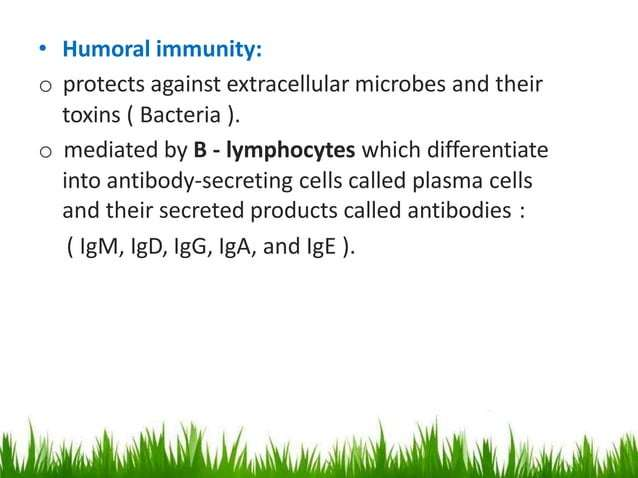 • Humoral immunity:
o protects against extracellular microbes and their
toxins ( Bacteria ).
o mediated by B - lymphocytes which differentiate
into antibody-secreting cells called plasma cells
and their secreted products called antibodies :
( IgM, IgD, IgG, IgA, and IgE ).